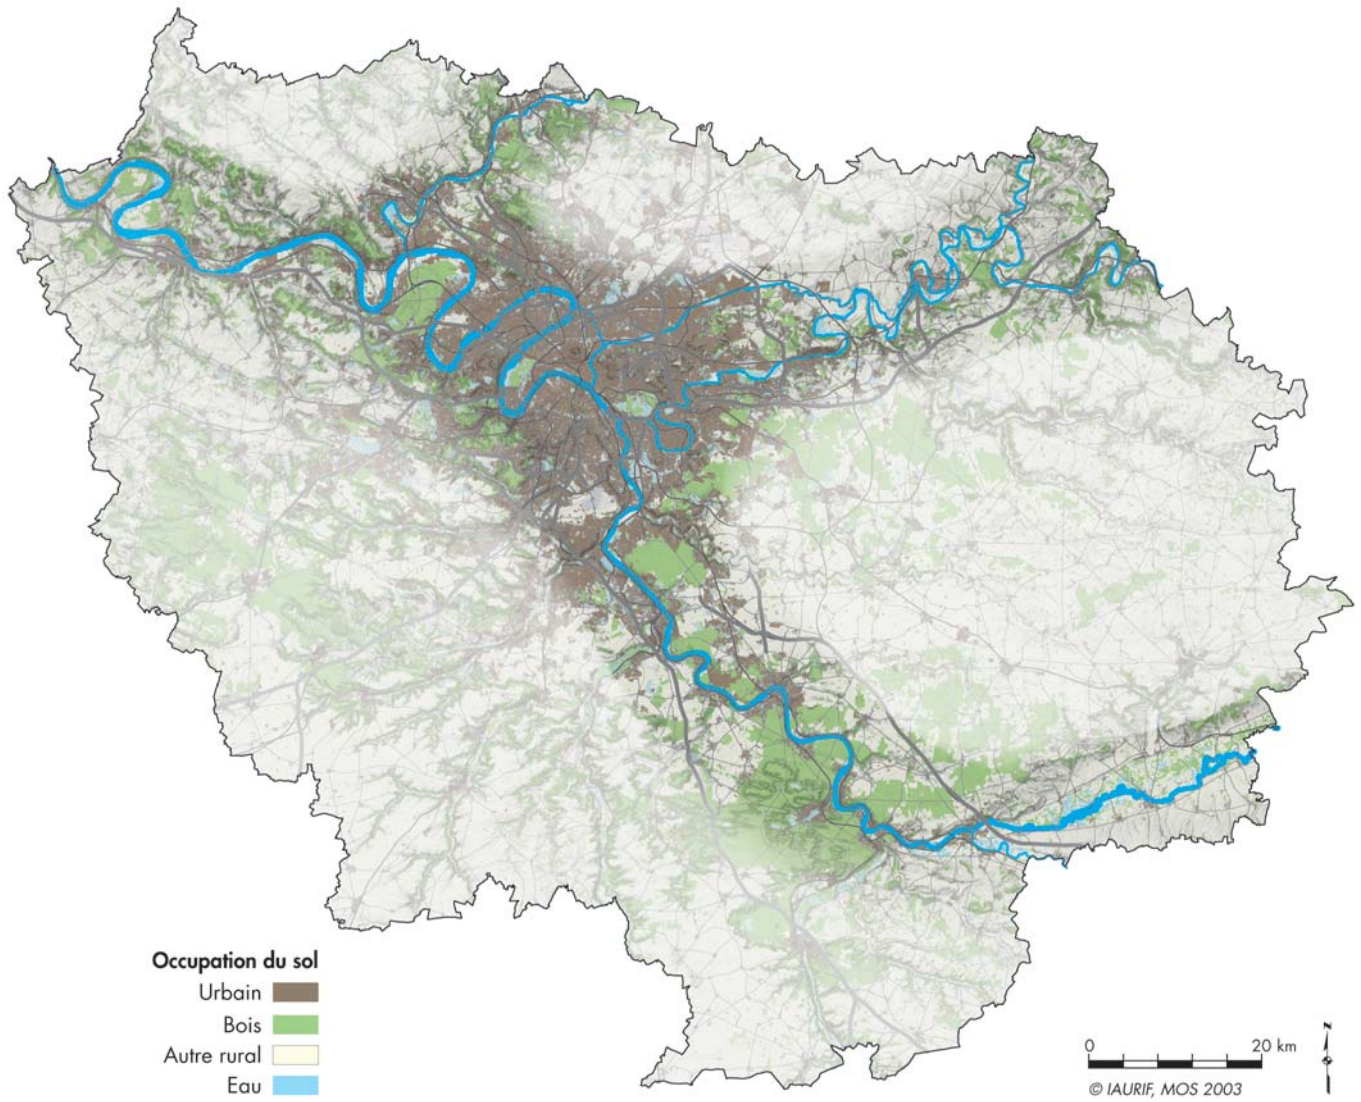 Occupation du sol
Urbain
Bois
Autre rural
Eau
0 20 km
© IAURIF, MOS 2003
N